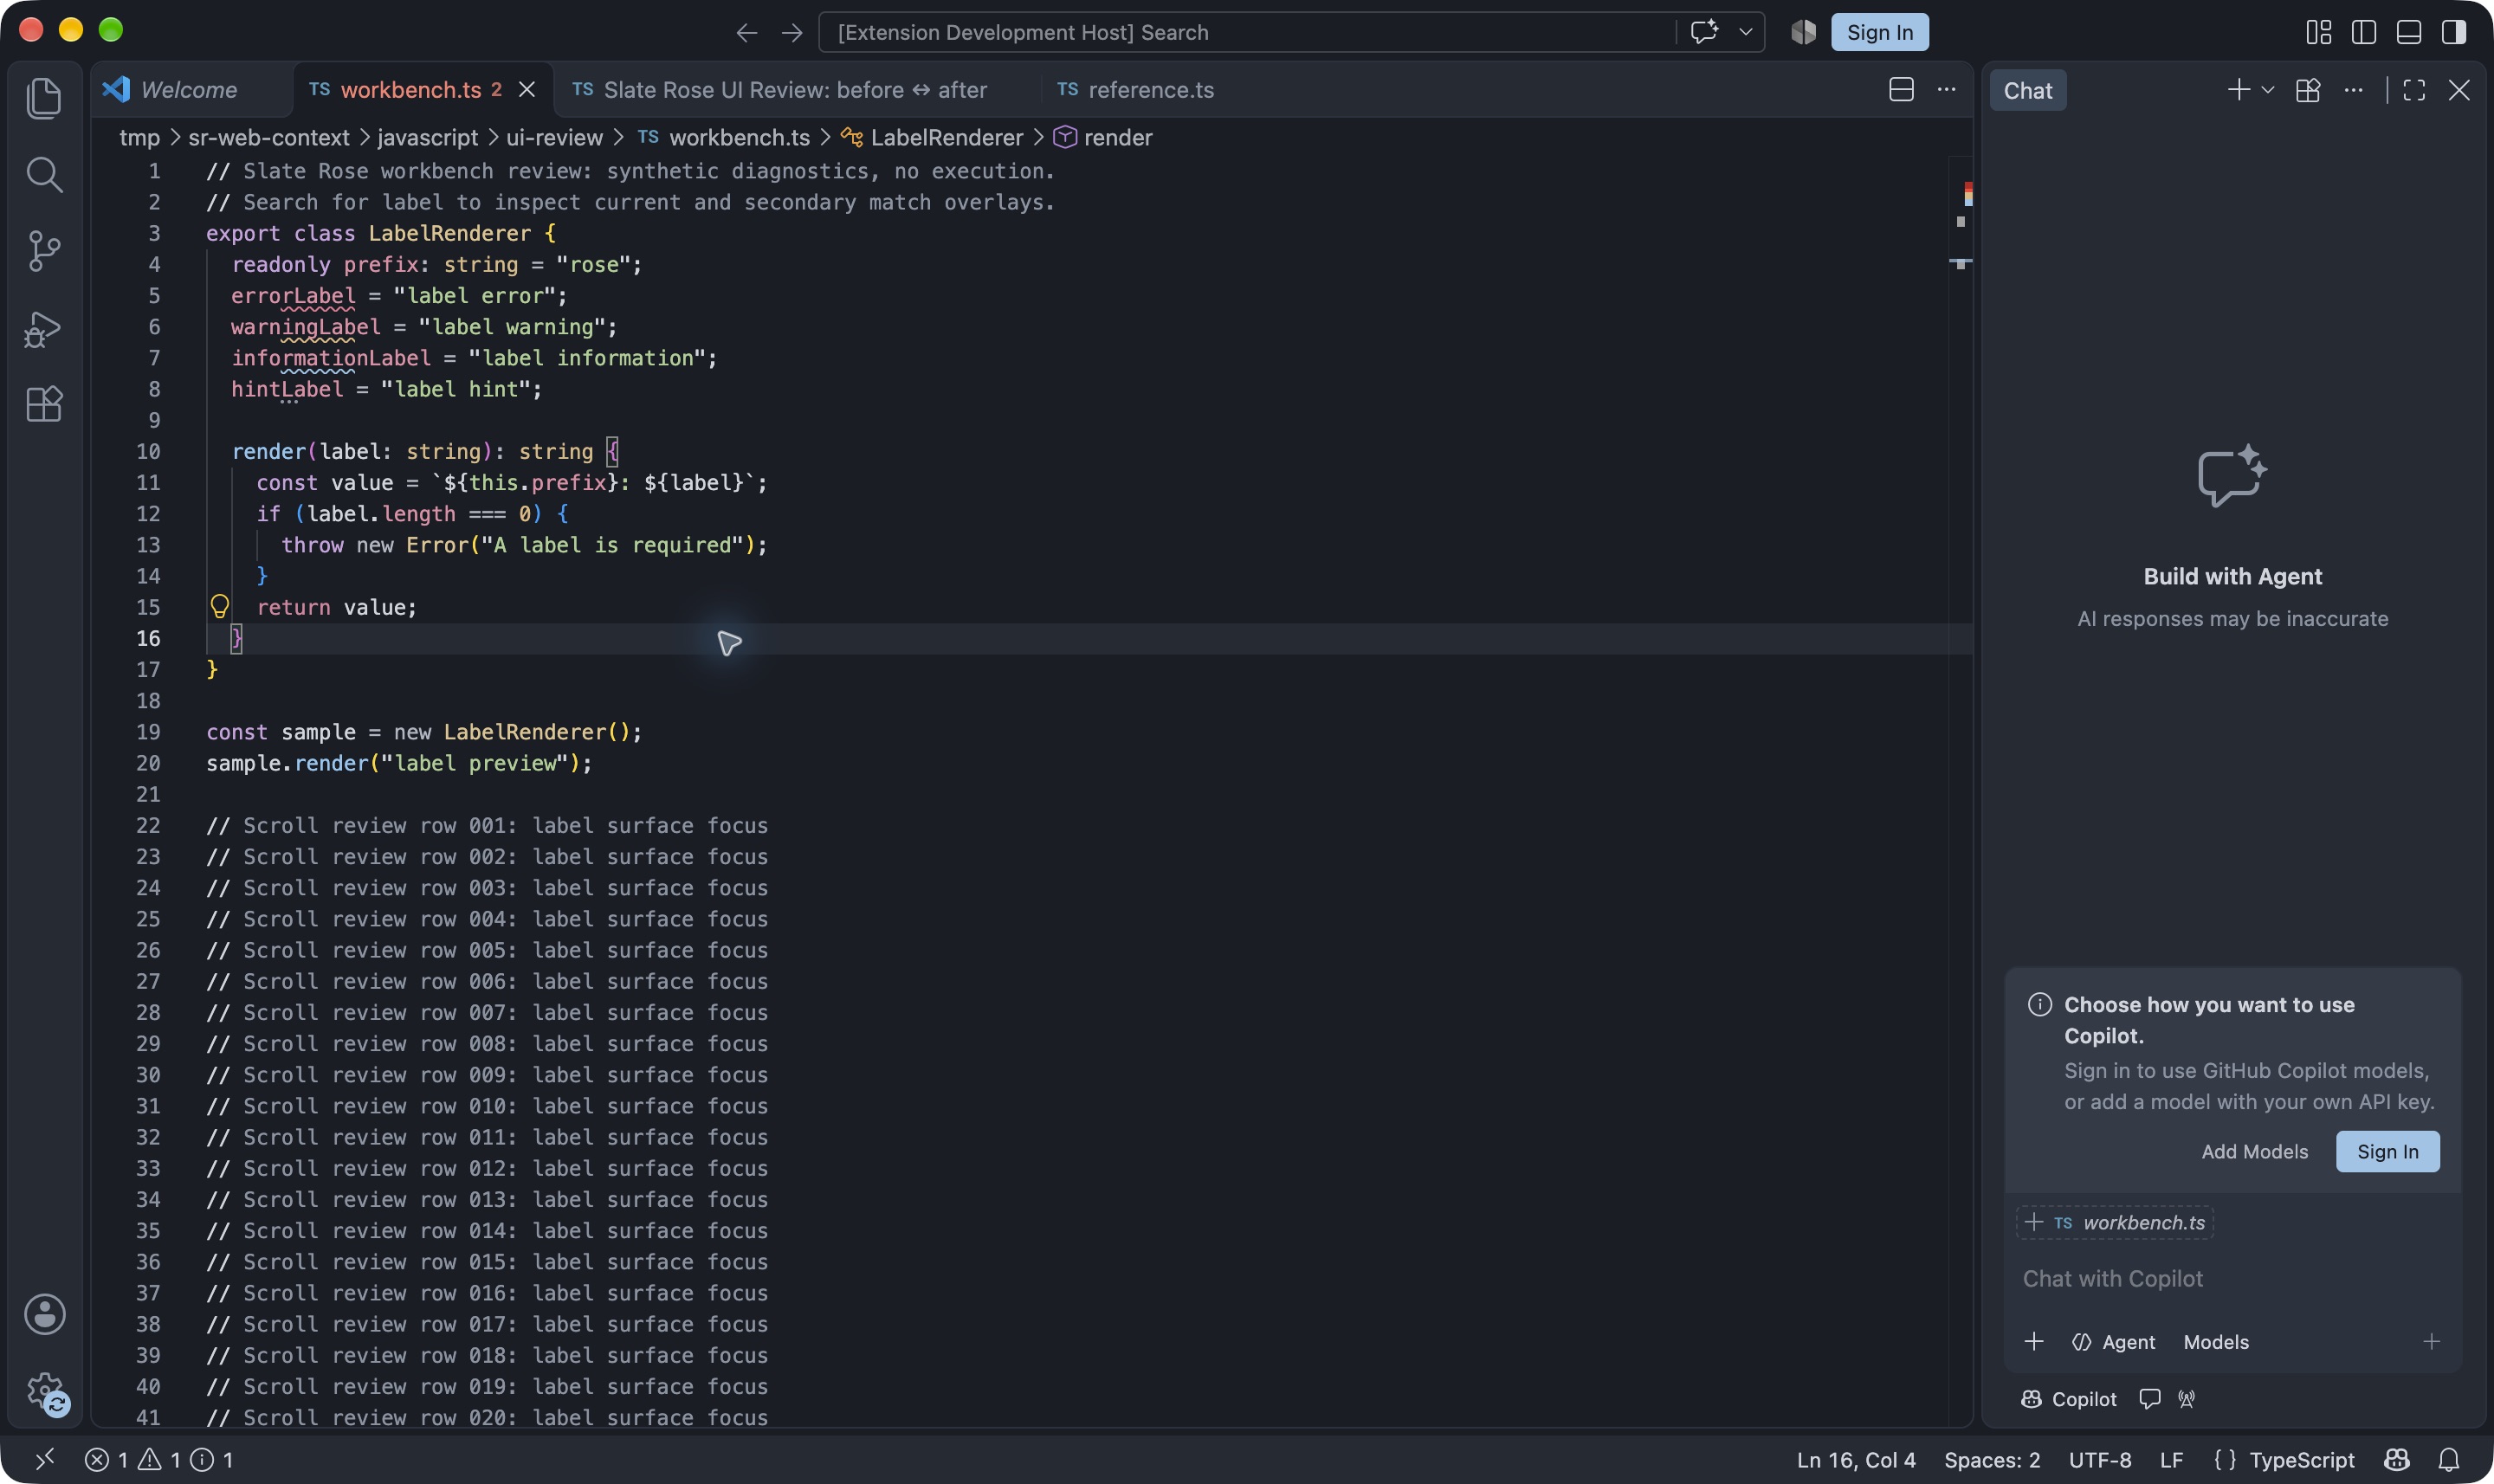 [Extension Development Host] Search
Sign In
Welcome
TS workbench.ts 2
TS Slate Rose UI Review: before ↔ after
TS reference.ts
Chat
tmp > sr-web-context > javascript > ui-review > TS workbench.ts > LabelRenderer > render
1 // Slate Rose workbench review: synthetic diagnostics, no execution.
2 // Search for label to inspect current and secondary match overlays.
3 export class LabelRenderer {
4   readonly prefix: string = "rose";
5   errorLabel = "label error";
6   warningLabel = "label warning";
7   informationLabel = "label information";
8   hintLabel = "label hint";
9
10   render(label: string): string {
11     const value = `${this.prefix}: ${label}`;
12     if (label.length === 0) {
13       throw new Error("A label is required");
14     }
15     return value;
16   }
17 }
18
19 const sample = new LabelRenderer();
20 sample.render("label preview");
21
22 // Scroll review row 001: label surface focus
23 // Scroll review row 002: label surface focus
24 // Scroll review row 003: label surface focus
25 // Scroll review row 004: label surface focus
26 // Scroll review row 005: label surface focus
27 // Scroll review row 006: label surface focus
28 // Scroll review row 007: label surface focus
29 // Scroll review row 008: label surface focus
30 // Scroll review row 009: label surface focus
31 // Scroll review row 010: label surface focus
32 // Scroll review row 011: label surface focus
33 // Scroll review row 012: label surface focus
34 // Scroll review row 013: label surface focus
35 // Scroll review row 014: label surface focus
36 // Scroll review row 015: label surface focus
37 // Scroll review row 016: label surface focus
38 // Scroll review row 017: label surface focus
39 // Scroll review row 018: label surface focus
40 // Scroll review row 019: label surface focus
41 // Scroll review row 020: label surface focus
Build with Agent
AI responses may be inaccurate
Choose how you want to use
Copilot.
Sign in to use GitHub Copilot models,
or add a model with your own API key.
Add Models
Sign In
TS workbench.ts
Chat with Copilot
Agent
Models
Copilot
1 1 1
Ln 16, Col 4
Spaces: 2
UTF-8
LF
{ } TypeScript